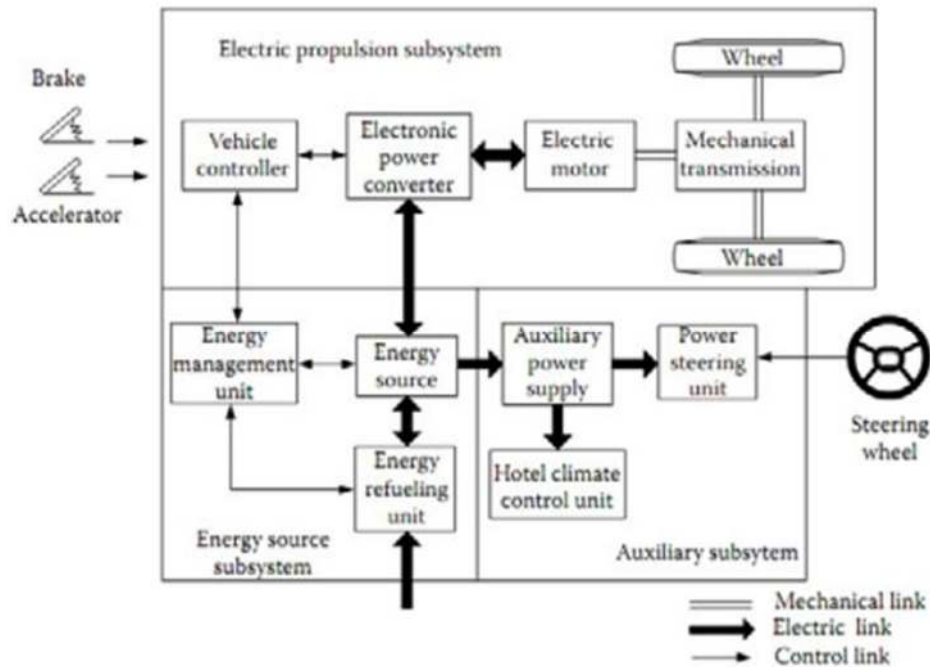 Electric propulsion subsystem
Brake
Accelerator
Vehicle
controller
Electronic
power
converter
Electric
motor
Mechanical
transmission
Wheel
Wheel
Energy
management
unit
Energy
source
Energy
refueling
unit
Energy source
subsystem
Auxiliary
power
supply
Power
steering
unit
Hotel climate
control unit
Auxiliary subsytem
Steering
wheel
Mechanical link
Electric link
Control link